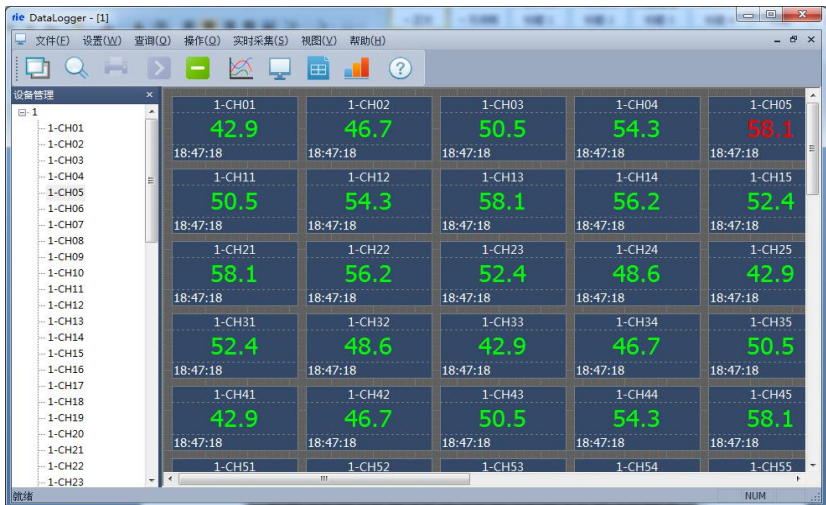 rie DataLogger - [1]
文件(F) 设置(W) 查询(Q) 操作(O) 实时采集(S) 视图(V) 帮助(H)
设备管理
1
1-CH01
1-CH02
1-CH03
1-CH04
1-CH05
1-CH06
1-CH07
1-CH08
1-CH09
1-CH10
1-CH11
1-CH12
1-CH13
1-CH14
1-CH15
1-CH16
1-CH17
1-CH18
1-CH19
1-CH20
1-CH21
1-CH22
1-CH23
1-CH01 1-CH02 1-CH03 1-CH04 1-CH05
42.9 46.7 50.5 54.3 58.1
18:47:18 18:47:18 18:47:18 18:47:18 18:47:18
1-CH11 1-CH12 1-CH13 1-CH14 1-CH15
50.5 54.3 58.1 56.2 52.4
18:47:18 18:47:18 18:47:18 18:47:18 18:47:18
1-CH21 1-CH22 1-CH23 1-CH24 1-CH25
58.1 56.2 52.4 48.6 42.9
18:47:18 18:47:18 18:47:18 18:47:18 18:47:18
1-CH31 1-CH32 1-CH33 1-CH34 1-CH35
52.4 48.6 42.9 46.7 50.5
18:47:18 18:47:18 18:47:18 18:47:18 18:47:18
1-CH41 1-CH42 1-CH43 1-CH44 1-CH45
42.9 46.7 50.5 54.3 58.1
18:47:18 18:47:18 18:47:18 18:47:18 18:47:18
1-CH51 1-CH52 1-CH53 1-CH54 1-CH55
就绪 NUM